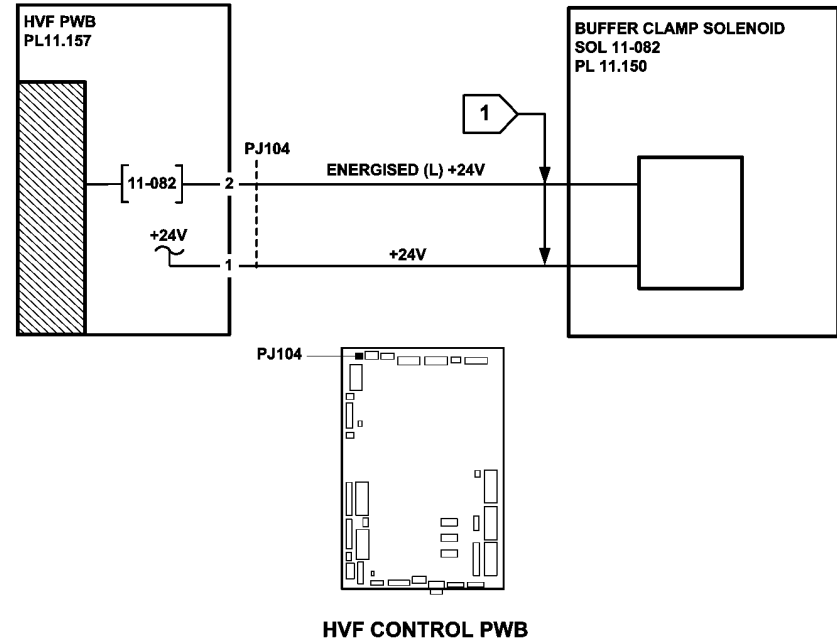 HVF PWB
PL11.157
BUFFER CLAMP SOLENOID
SOL 11-082
PL 11.150
1
PJ104
11-082
2
ENERGISED (L) +24V
+24V
1
+24V
PJ104
HVF CONTROL PWB